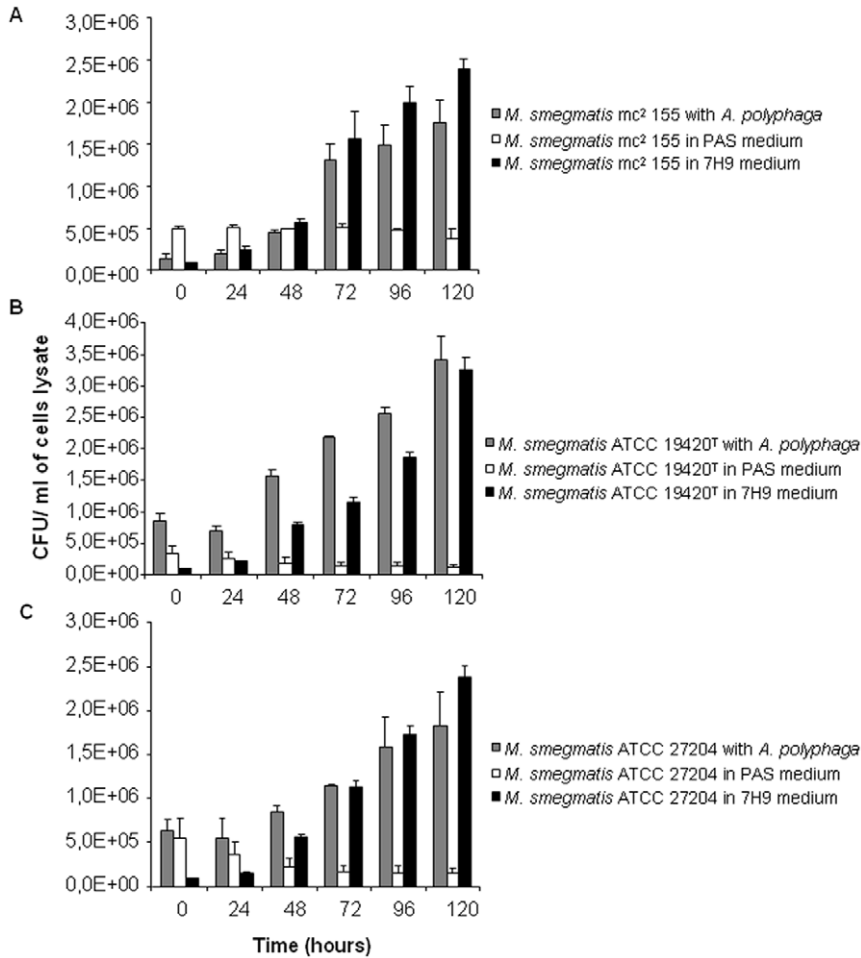 A
3,0E+06
2,5E+06
2,0E+06
1,5E+06
1,0E+06
5,0E+05
0,0E+00
0 24 48 72 96 120
M. smegmatis mc² 155 with A. polyphaga
M. smegmatis mc² 155 in PAS medium
M. smegmatis mc² 155 in 7H9 medium
B
CFU/ ml of cells lysate
4,0E+06
3,5E+06
3,0E+06
2,5E+06
2,0E+06
1,5E+06
1,0E+06
5,0E+05
0,0E+00
0 24 48 72 96 120
M. smegmatis ATCC 19420ᵀ with A. polyphaga
M. smegmatis ATCC 19420ᵀ in PAS medium
M. smegmatis ATCC 19420ᵀ in 7H9 medium
C
3,0E+06
2,5E+06
2,0E+06
1,5E+06
1,0E+06
5,0E+05
0,0E+00
0 24 48 72 96 120
M. smegmatis ATCC 27204 with A. polyphaga
M. smegmatis ATCC 27204 in PAS medium
M. smegmatis ATCC 27204 in 7H9 medium
Time (hours)